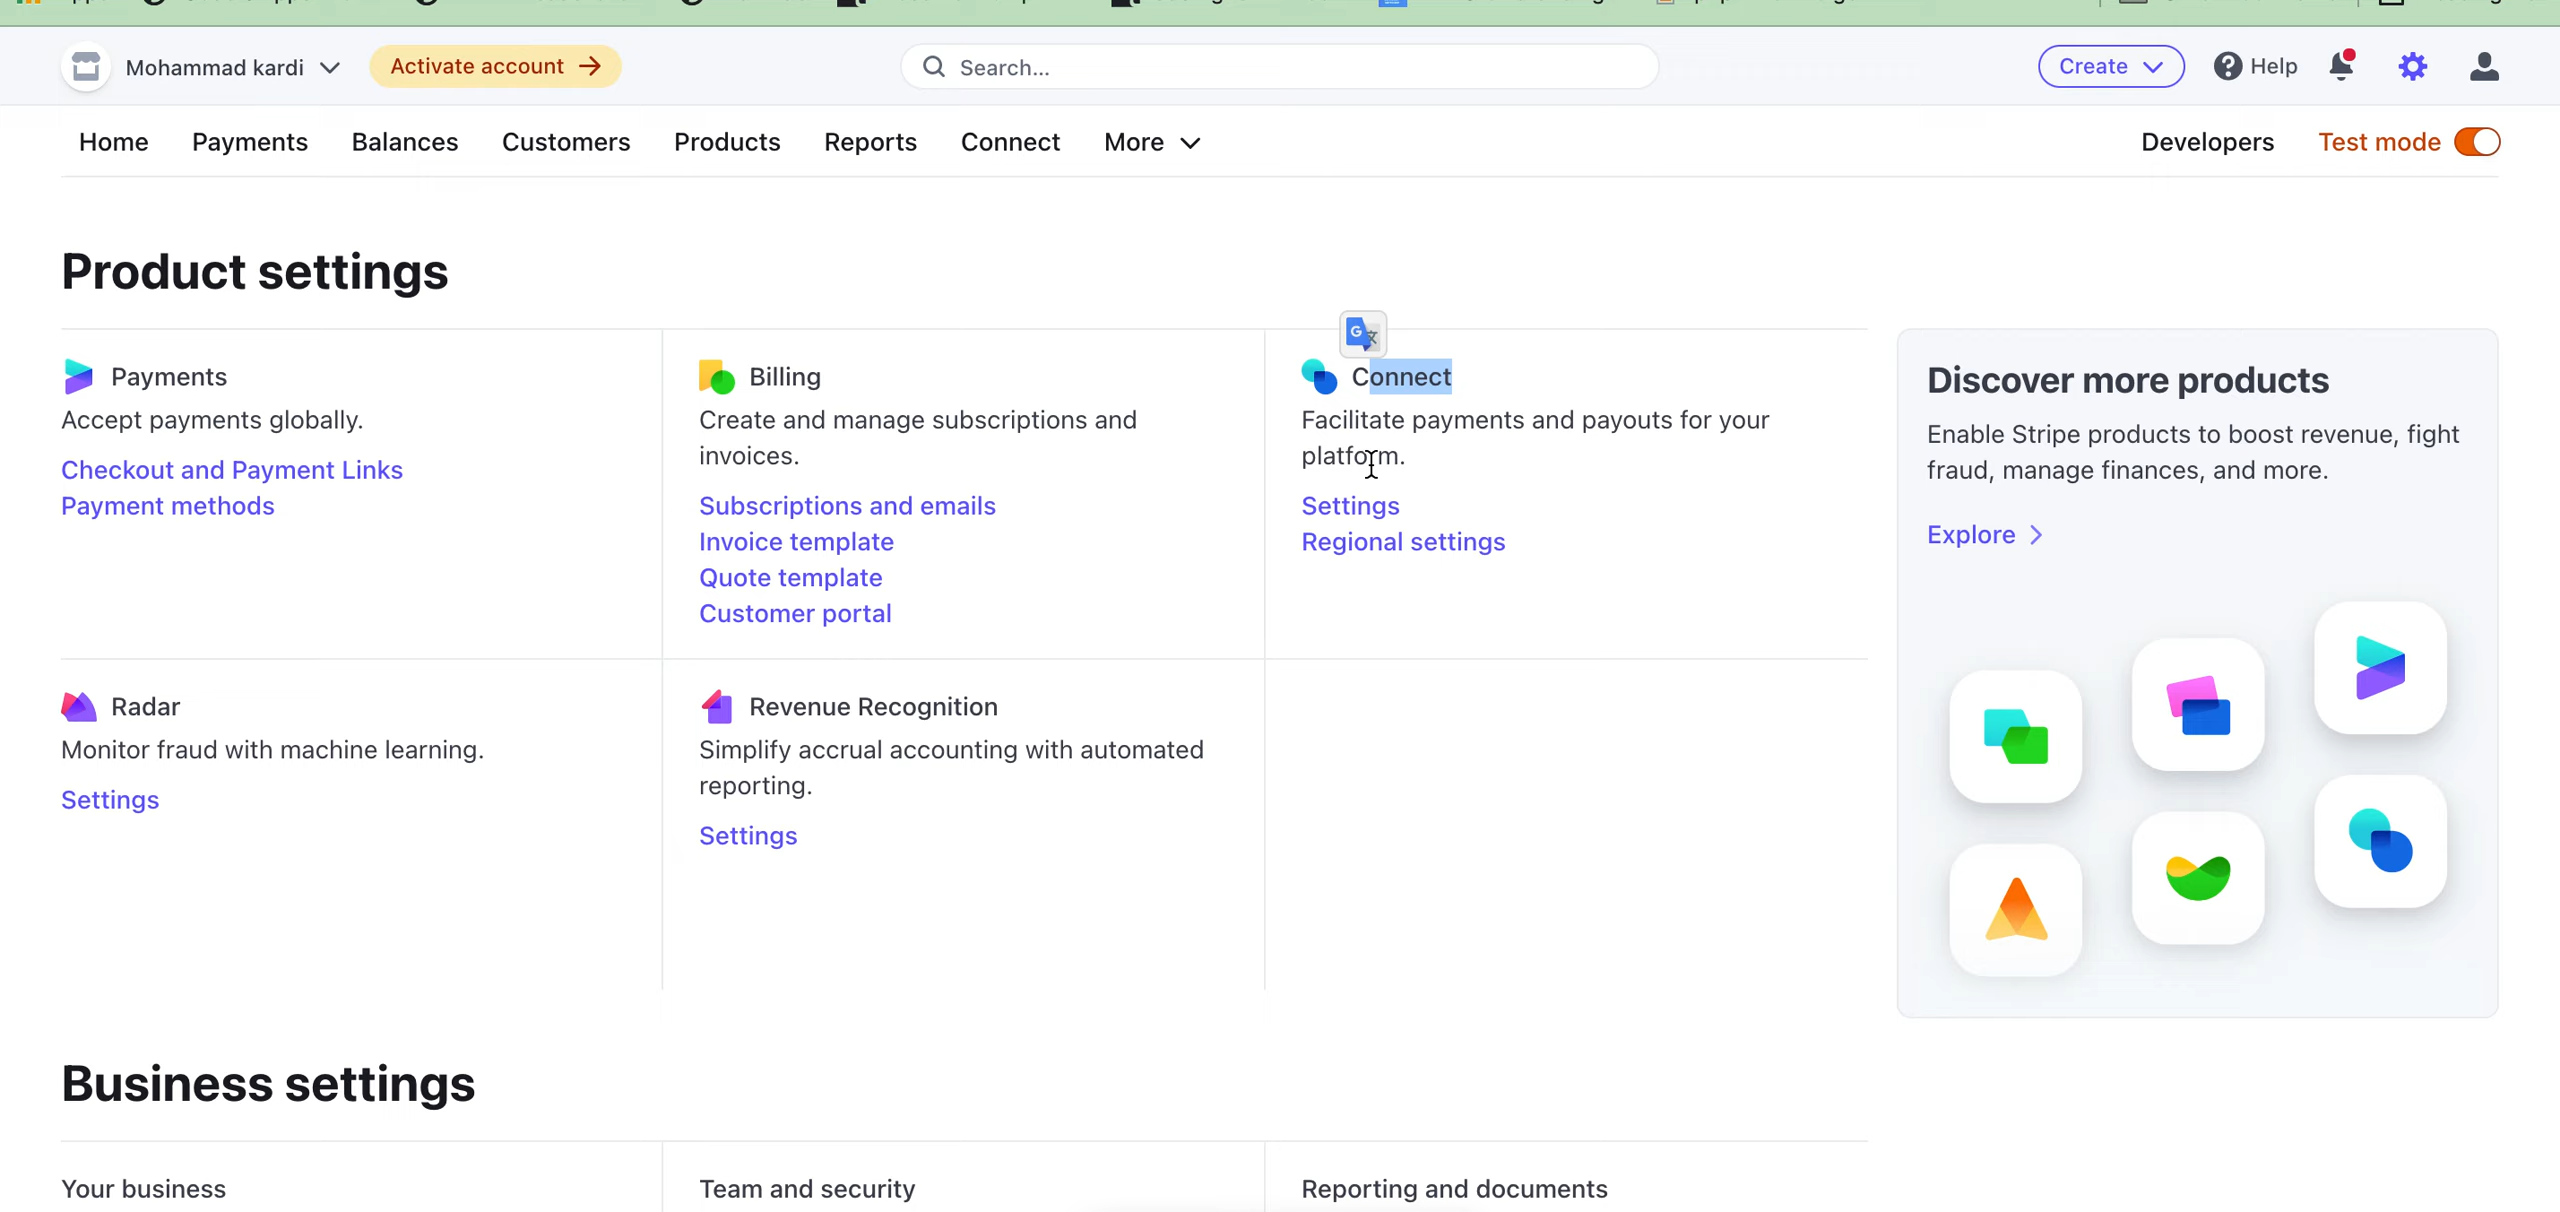 Mohammad kardi
Activate account →
Search...
Create
Help
Home Payments Balances Customers Products Reports Connect More
Developers Test mode
Product settings
Payments
Accept payments globally.
Checkout and Payment Links
Payment methods
Billing
Create and manage subscriptions and
invoices.
Subscriptions and emails
Invoice template
Quote template
Customer portal
Connect
Facilitate payments and payouts for your
platform.
Settings
Regional settings
Radar
Monitor fraud with machine learning.
Settings
Revenue Recognition
Simplify accrual accounting with automated
reporting.
Settings
Discover more products
Enable Stripe products to boost revenue, fight
fraud, manage finances, and more.
Explore
Business settings
Your business
Team and security
Reporting and documents